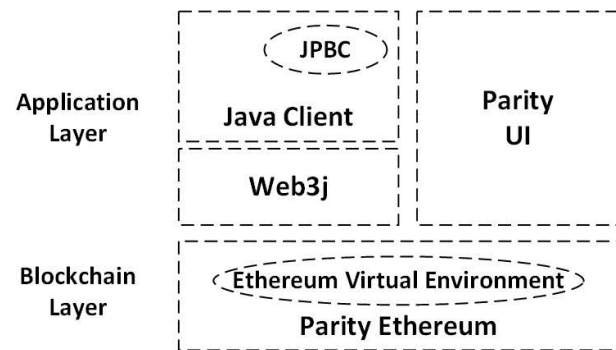 Application
Layer
JPBC
Java Client
Web3j
Parity
UI
Blockchain
Layer
Ethereum Virtual Environment
Parity Ethereum